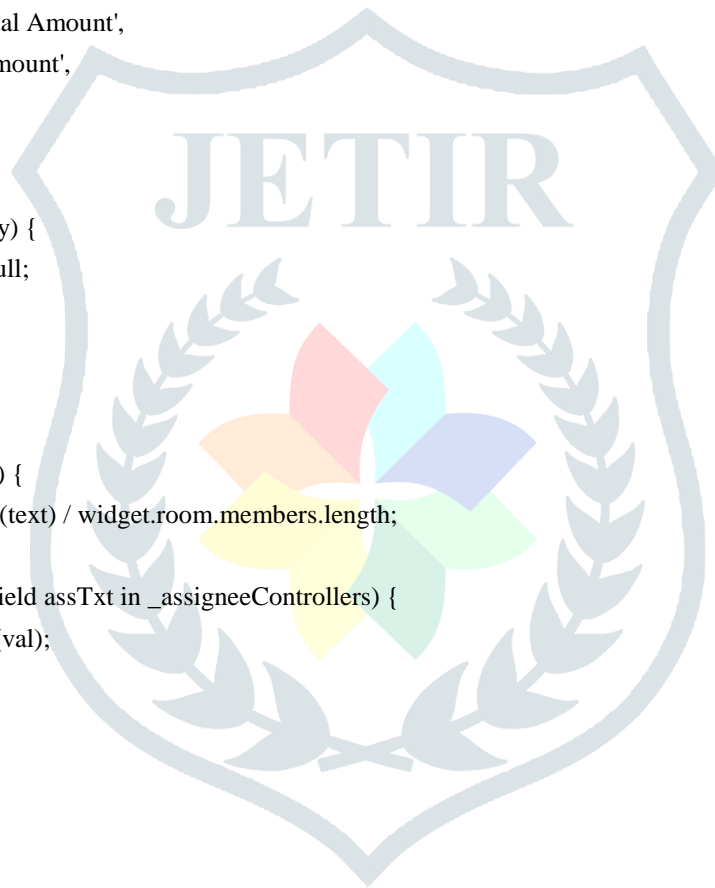 al Amount',
mount',
JETIR
y) {
ull;
) {
(text) / widget.room.members.length;
ield assTxt in _assigneeControllers) {
(val);